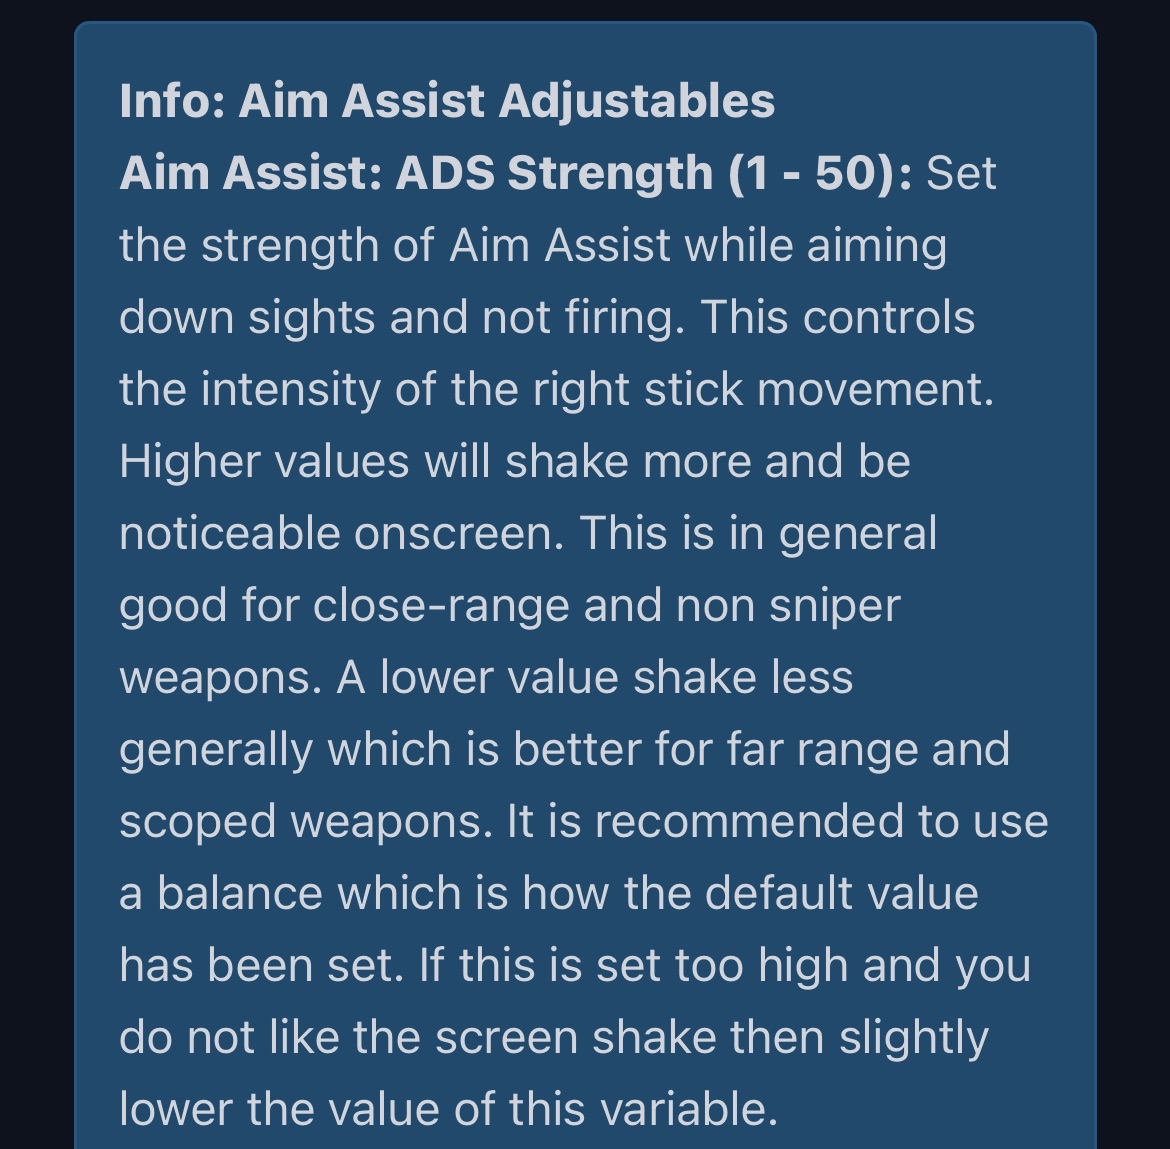 Info: Aim Assist Adjustables
Aim Assist: ADS Strength (1 - 50): Set
the strength of Aim Assist while aiming
down sights and not firing. This controls
the intensity of the right stick movement.
Higher values will shake more and be
noticeable onscreen. This is in general
good for close-range and non sniper
weapons. A lower value shake less
generally which is better for far range and
scoped weapons. It is recommended to use
a balance which is how the default value
has been set. If this is set too high and you
do not like the screen shake then slightly
lower the value of this variable.